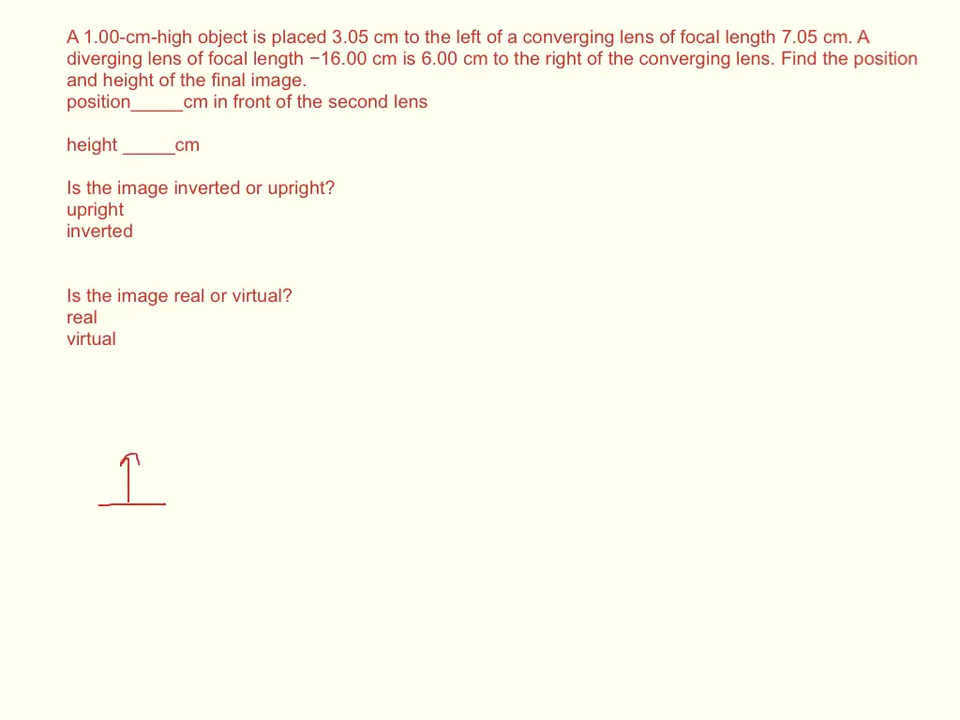 A 1.00-cm-high object is placed 3.05 cm to the left of a converging lens of focal length 7.05 cm. A
diverging lens of focal length −16.00 cm is 6.00 cm to the right of the converging lens. Find the position
and height of the final image.
position_____cm in front of the second lens
height _____cm
Is the image inverted or upright?
upright
inverted
Is the image real or virtual?
real
virtual